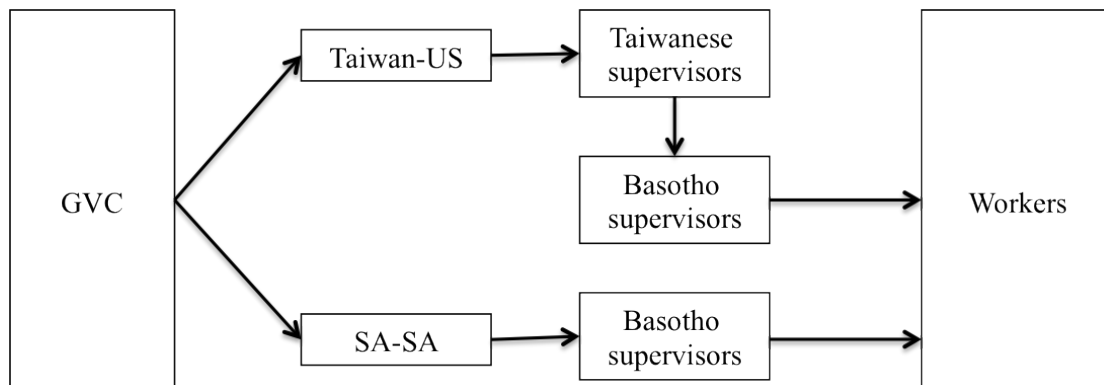 GVC
Taiwan-US
Taiwanese
supervisors
Basotho
supervisors
SA-SA
Basotho
supervisors
Workers